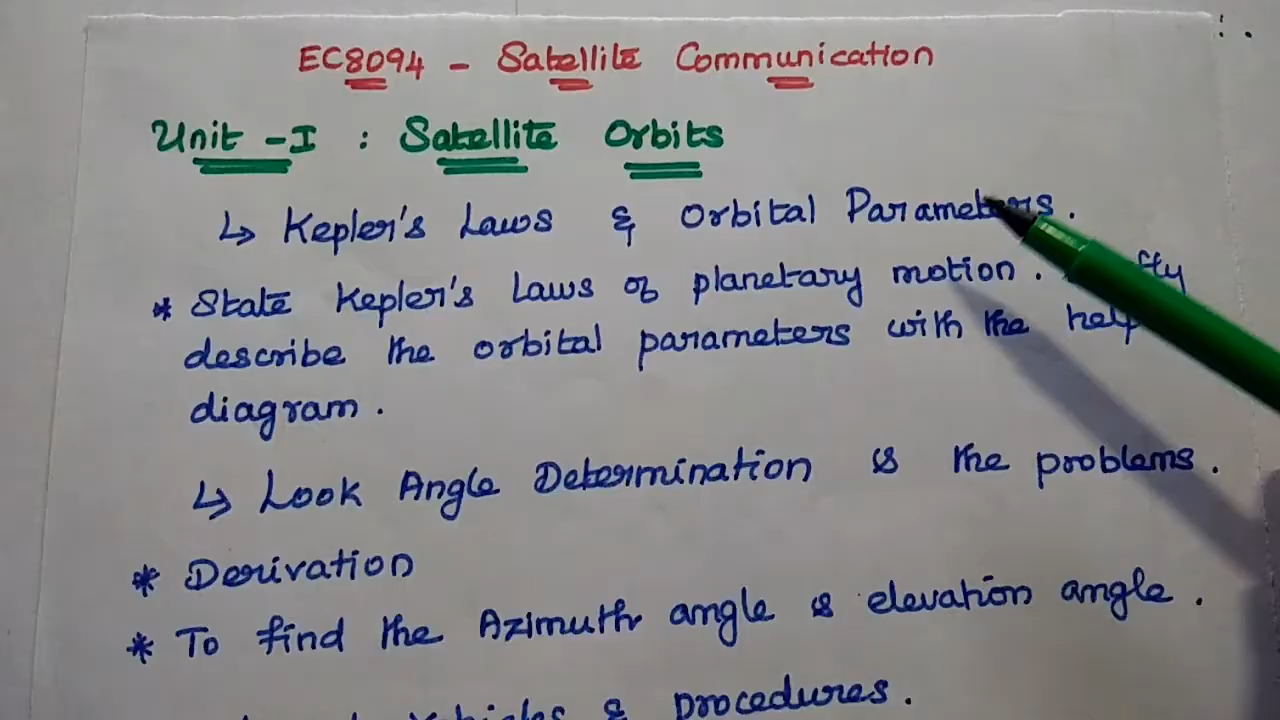 EC8094 - Satellite Communication
Unit - I : Satellite Orbits
↳ Kepler's Laws & Orbital Parameters.
* State Kepler's Laws of planetary motion.
describe the orbital parameters with the help
diagram.
↳ Look Angle Determination & the problems.
* Derivation
* To find the Azimuth angle & elevation angle.
& procedures.